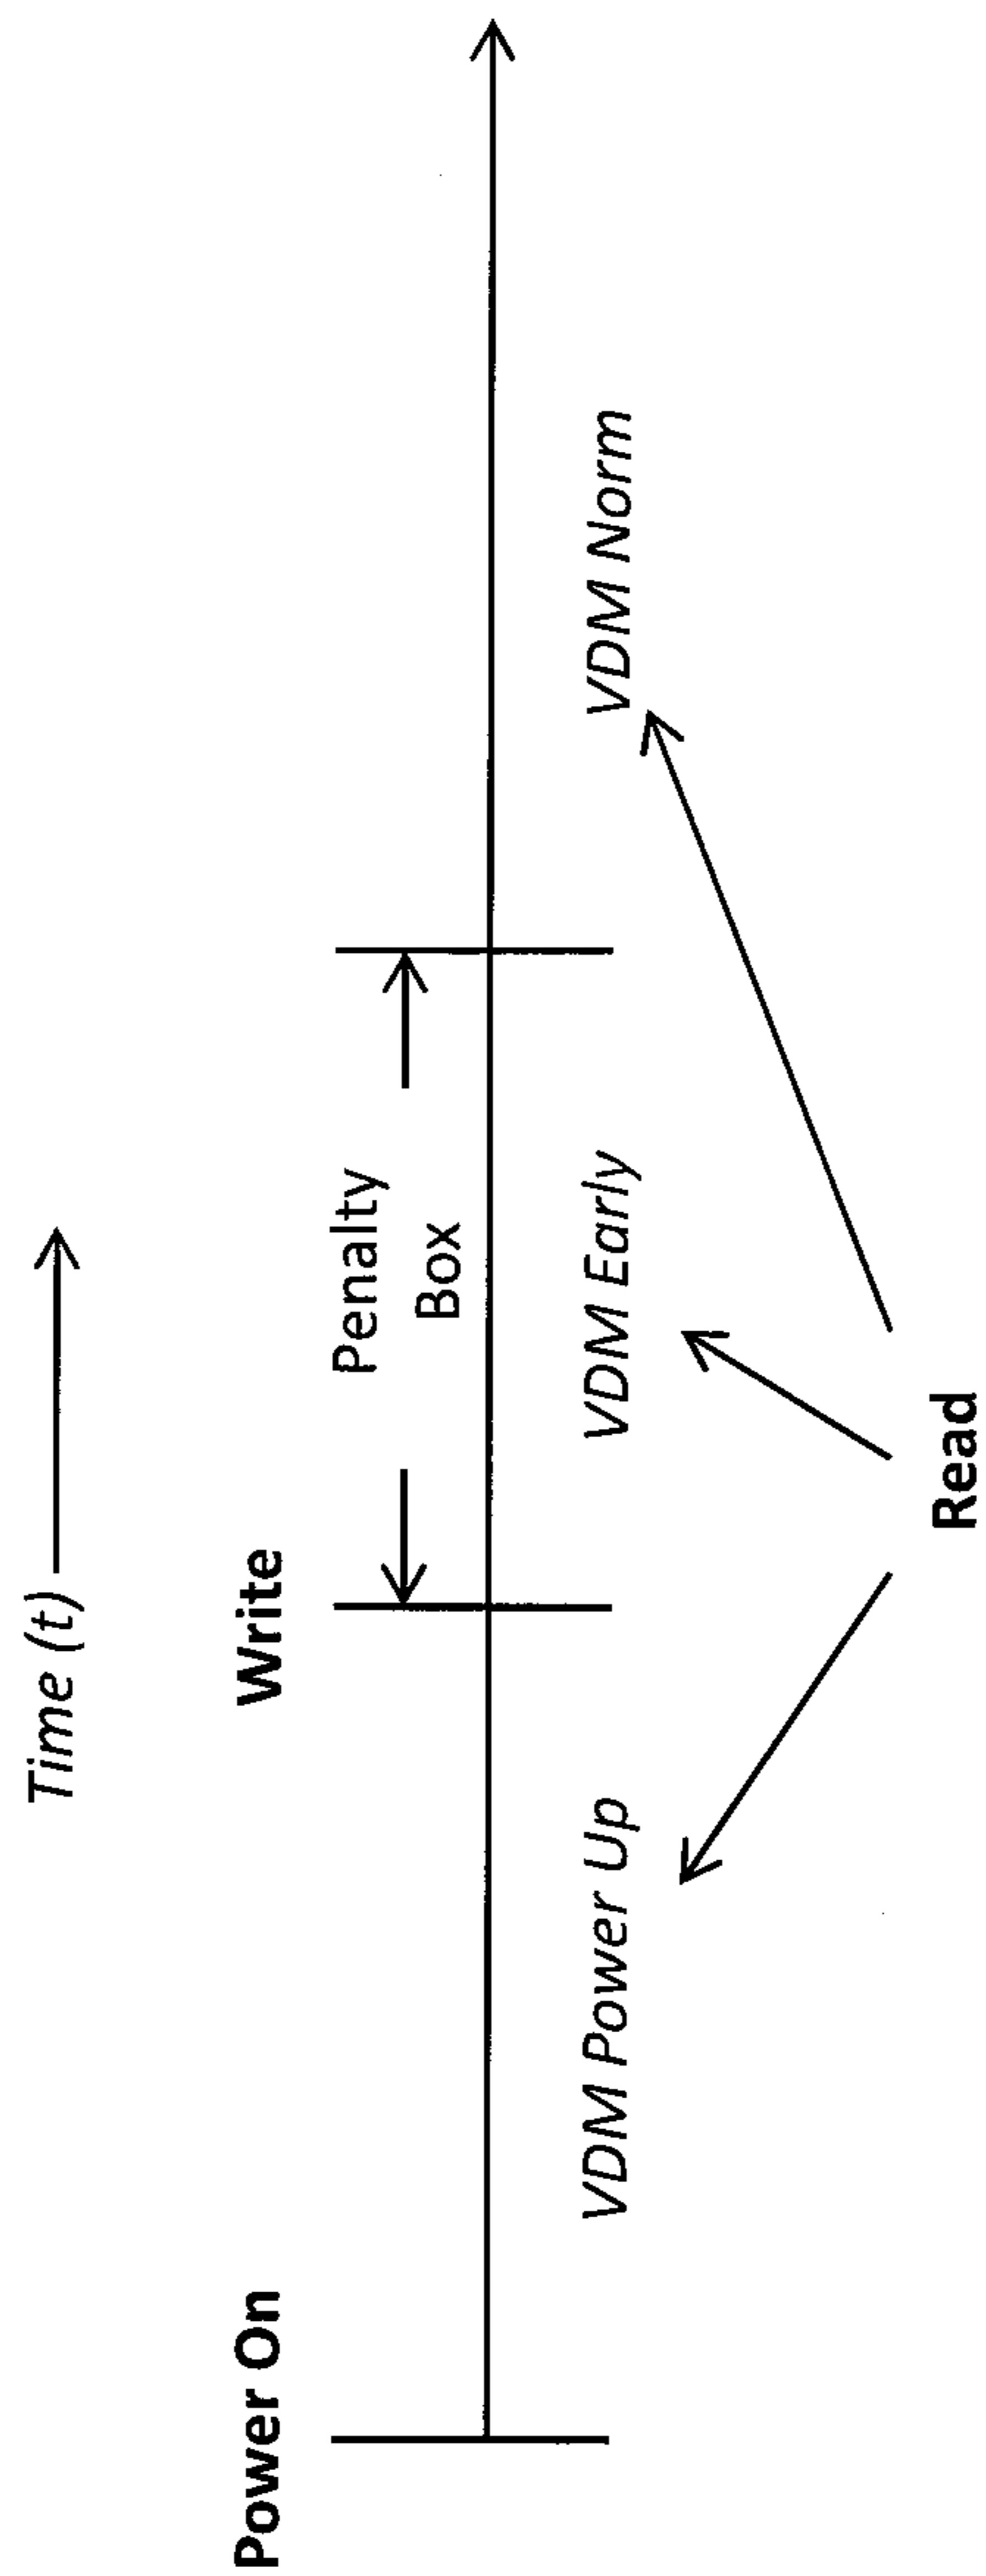 Time (t)
Power On
Write
Penalty
Box
VDM Power Up
VDM Early
VDM Norm
Read